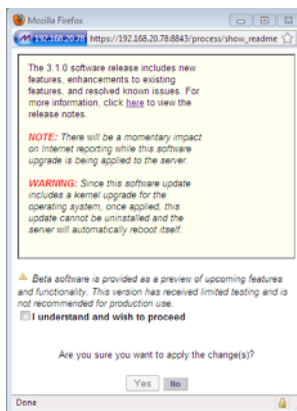 Mozilla Firefox
192.168.20.78 https://192.168.20.78:8843/process/show_readme
The 3.1.0 software release includes new
features, enhancements to existing
features, and resolved known issues. For
more information, click here to view the
release notes.
NOTE: There will be a momentary impact
on Internet reporting while this software
upgrade is being applied to the server.
WARNING: Since this software update
includes a kernel upgrade for the
operating system, once applied, this
update cannot be uninstalled and the
server will automatically reboot itself.
Beta software is provided as a preview of upcoming features
and functionality. This version has received limited testing and is
not recommended for production use.
I understand and wish to proceed
Are you sure you want to apply the change(s)?
Yes No
Done